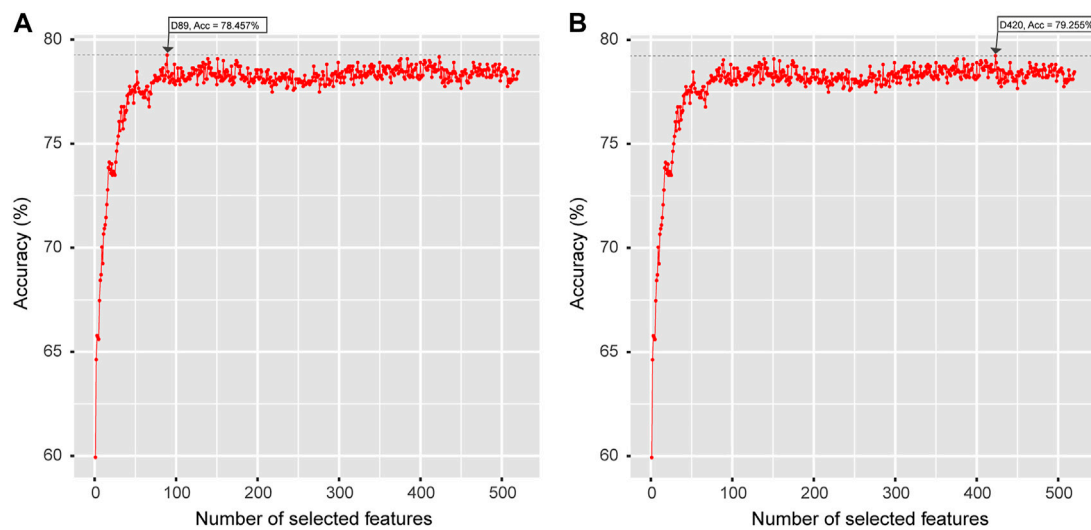 A
D89, Acc = 78.457%
80
75
70
65
60
Accuracy (%)
0 100 200 300 400 500
Number of selected features
B
D420, Acc = 79.255%
80
75
70
65
60
Accuracy (%)
0 100 200 300 400 500
Number of selected features